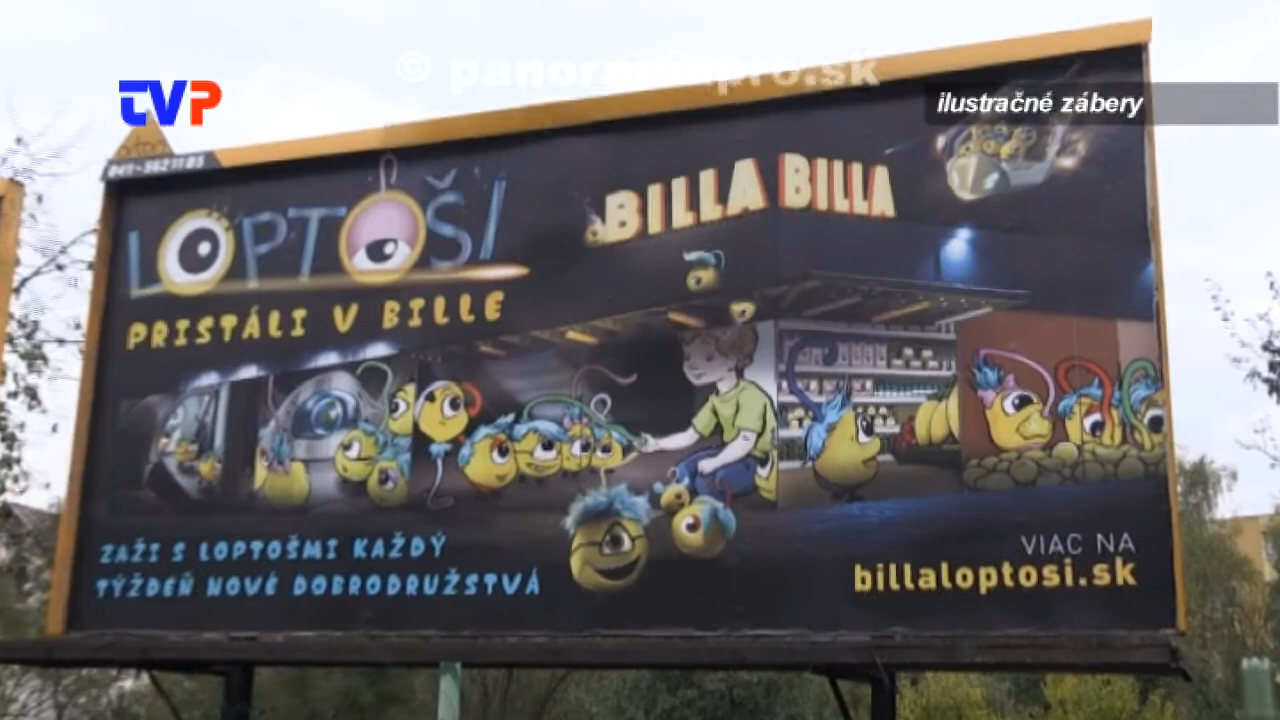 © panoramapro.sk
TVP
ilustračné zábery
041-5621105
LOPTOŠI
BILLA BILLA
PRISTÁLI V BILLE
ZAŽI S LOPTOŠMI KAŽDÝ
TÝŽDEŇ NOVÉ DOBRODRUŽSTVÁ
VIAC NA
billaloptosi.sk